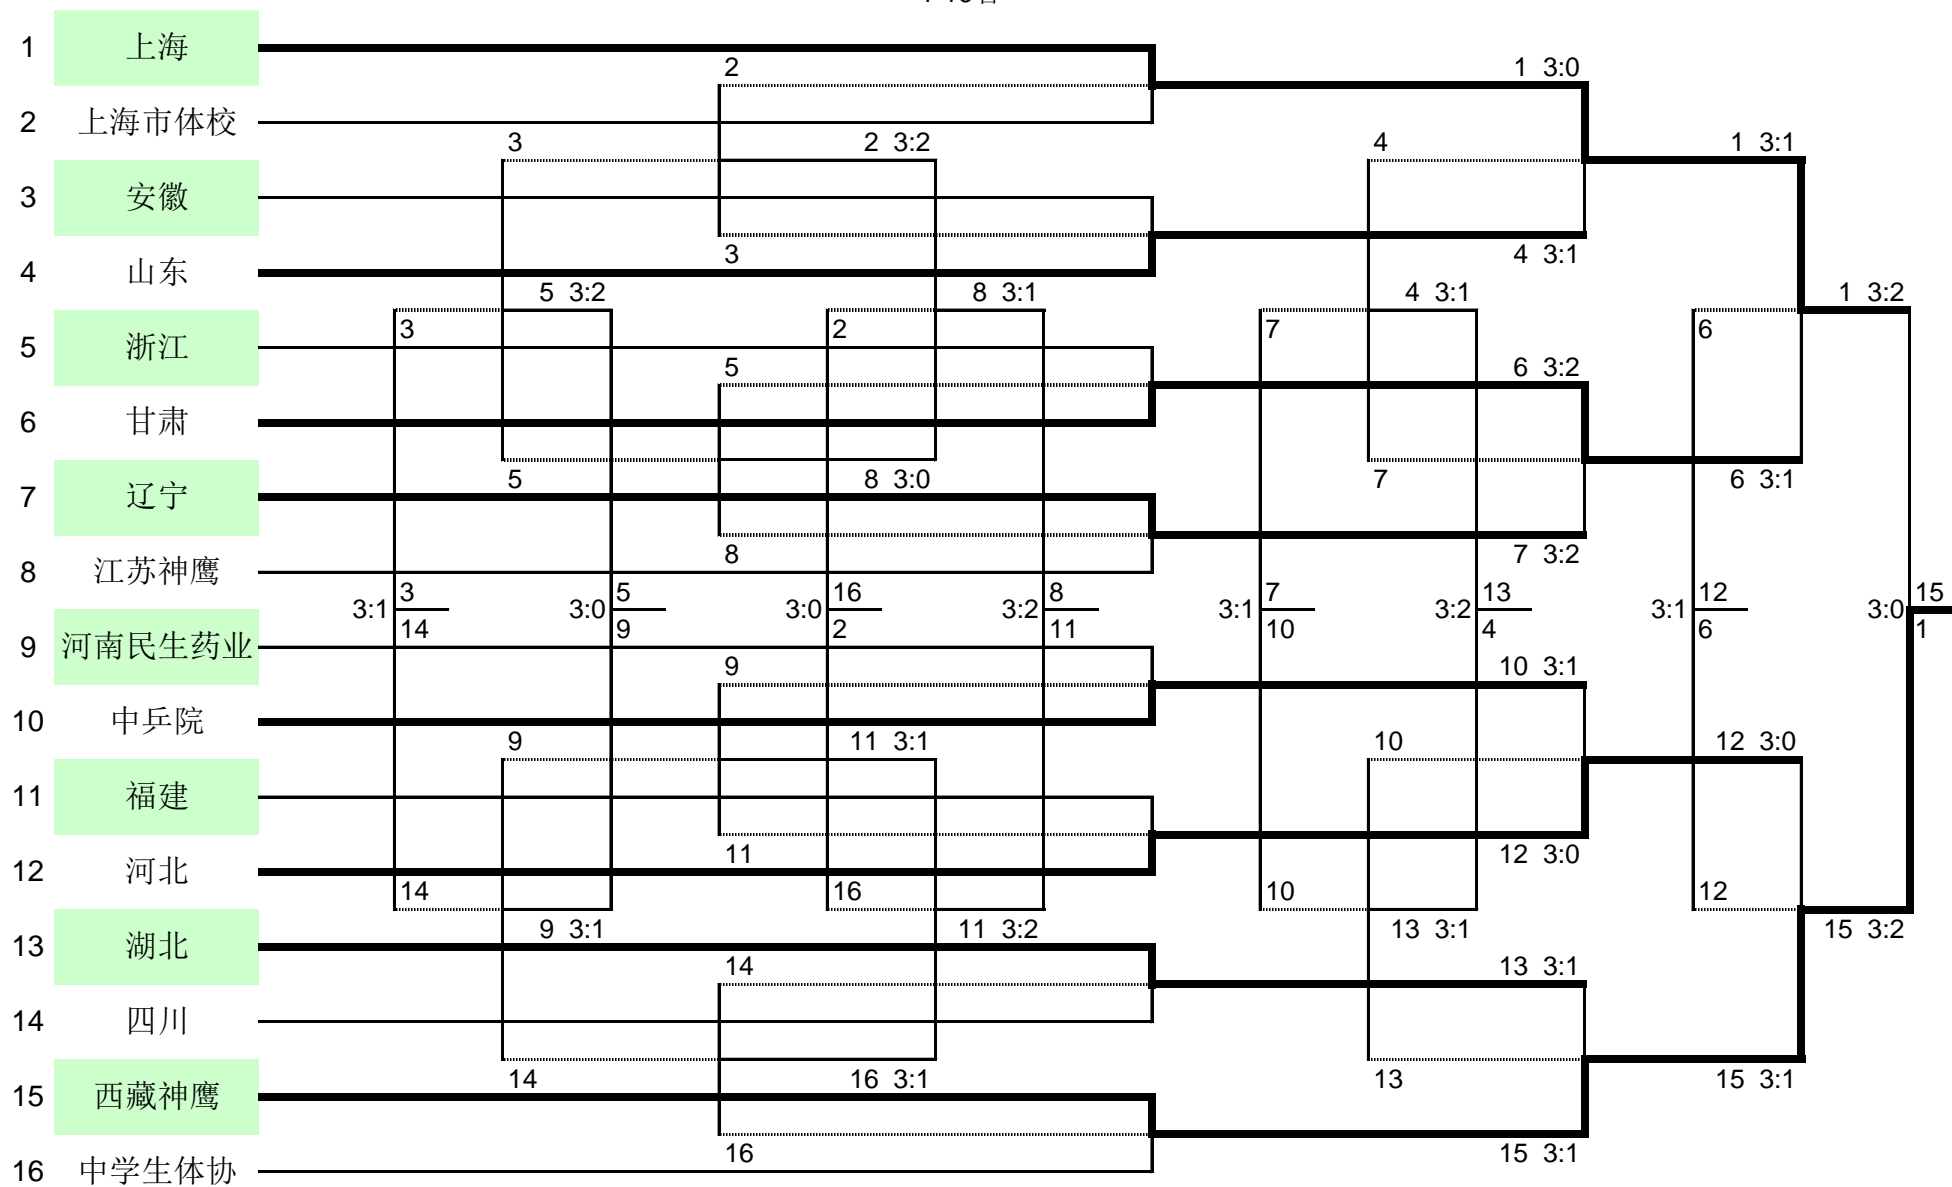 1 上海
2 1 3:0
2 上海市体校
3 2 3:2 4 1 3:1
3 安徽
3 4 3:1
4 山东
5 3:2 8 3:1 4 3:1 1 3:2
3 2 7 6
5 浙江
5 6 3:2
6 甘肃
5 8 3:0 7 6 3:1
7 辽宁
8 7 3:2
8 江苏神鹰
3 5 16 8 7 13 12 15
3:1 3:0 3:0 3:2 3:1 3:2 3:1 3:0
14 9 2 11 10 4 6 1
9 河南民生药业
9 10 3:1
10 中乒院
9 11 3:1 10 12 3:0
11 福建
11 12 3:0
12 河北
14 16 10 12
9 3:1 11 3:2 13 3:1 15 3:2
13 湖北
14 13 3:1
14 四川
14 16 3:1 13 15 3:1
15 西藏神鹰
16 15 3:1
16 中学生体协